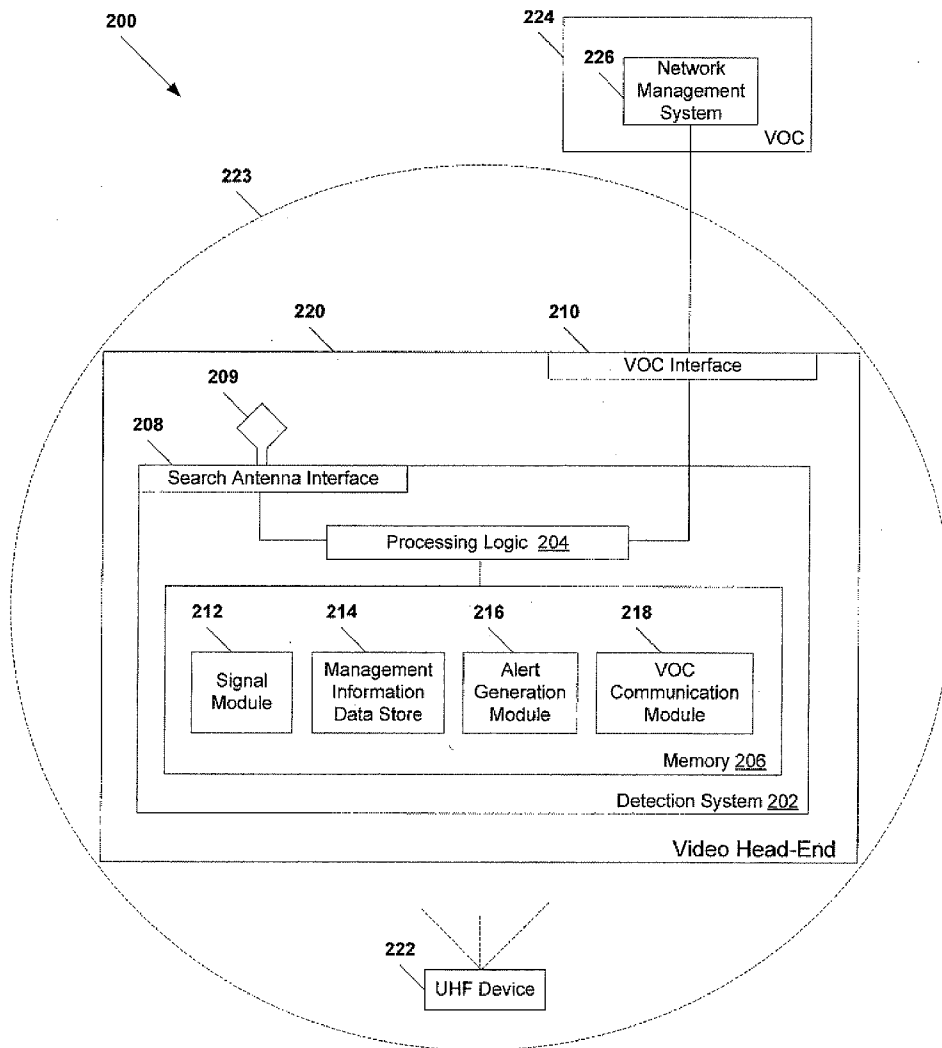 200
224
226
Network
Management
System
VOC
223
220
210
VOC Interface
209
208
Search Antenna Interface
Processing Logic 204
212
214
216
218
Signal
Module
Management
Information
Data Store
Alert
Generation
Module
VOC
Communication
Module
Memory 206
Detection System 202
Video Head-End
222
UHF Device